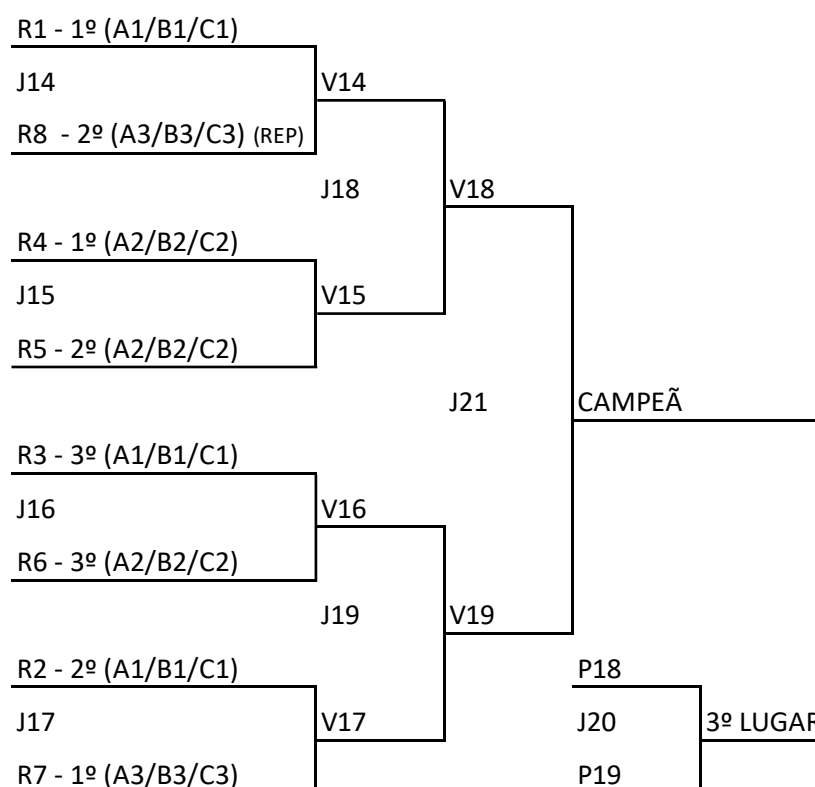 R1 - 1º (A1/B1/C1)
J14
V14
R8 - 2º (A3/B3/C3) (REP)
J18
V18
R4 - 1º (A2/B2/C2)
J15
V15
R5 - 2º (A2/B2/C2)
J21
CAMPEÃ
R3 - 3º (A1/B1/C1)
J16
V16
R6 - 3º (A2/B2/C2)
J19
V19
R2 - 2º (A1/B1/C1)
P18
J17
V17
J20
3º LUGAR
R7 - 1º (A3/B3/C3)
P19